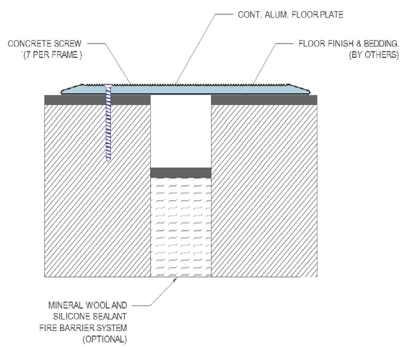 CONT. ALUM. FLOOR PLATE
CONCRETE SCREW
(7 PER FRAME)
FLOOR FINISH & BEDDING.
(BY OTHERS)
MINERAL WOOL AND
SILICONE SEALANT
FIRE BARRIER SYSTEM
(OPTIONAL)